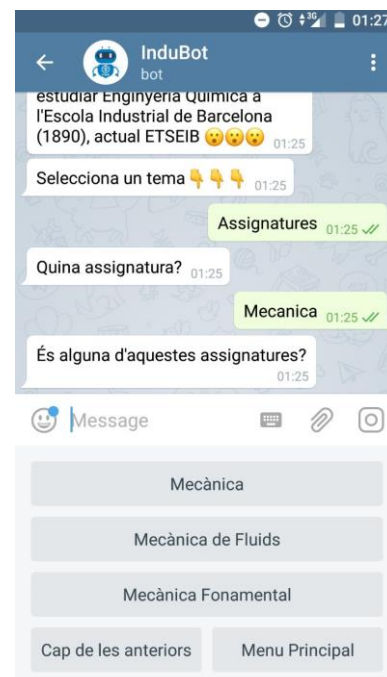 3G 01:27
InduBot
bot
estudiar Enginyeria Química a
l'Escola Industrial de Barcelona
(1890), actual ETSEIB 😮😮😮 01:25
Selecciona un tema 👇👇👇 01:25
Assignatures 01:25
Quina assignatura? 01:25
Mecanica 01:25
És alguna d'aquestes assignatures?
01:25
Message
Mecànica
Mecànica de Fluids
Mecànica Fonamental
Cap de les anteriors Menu Principal